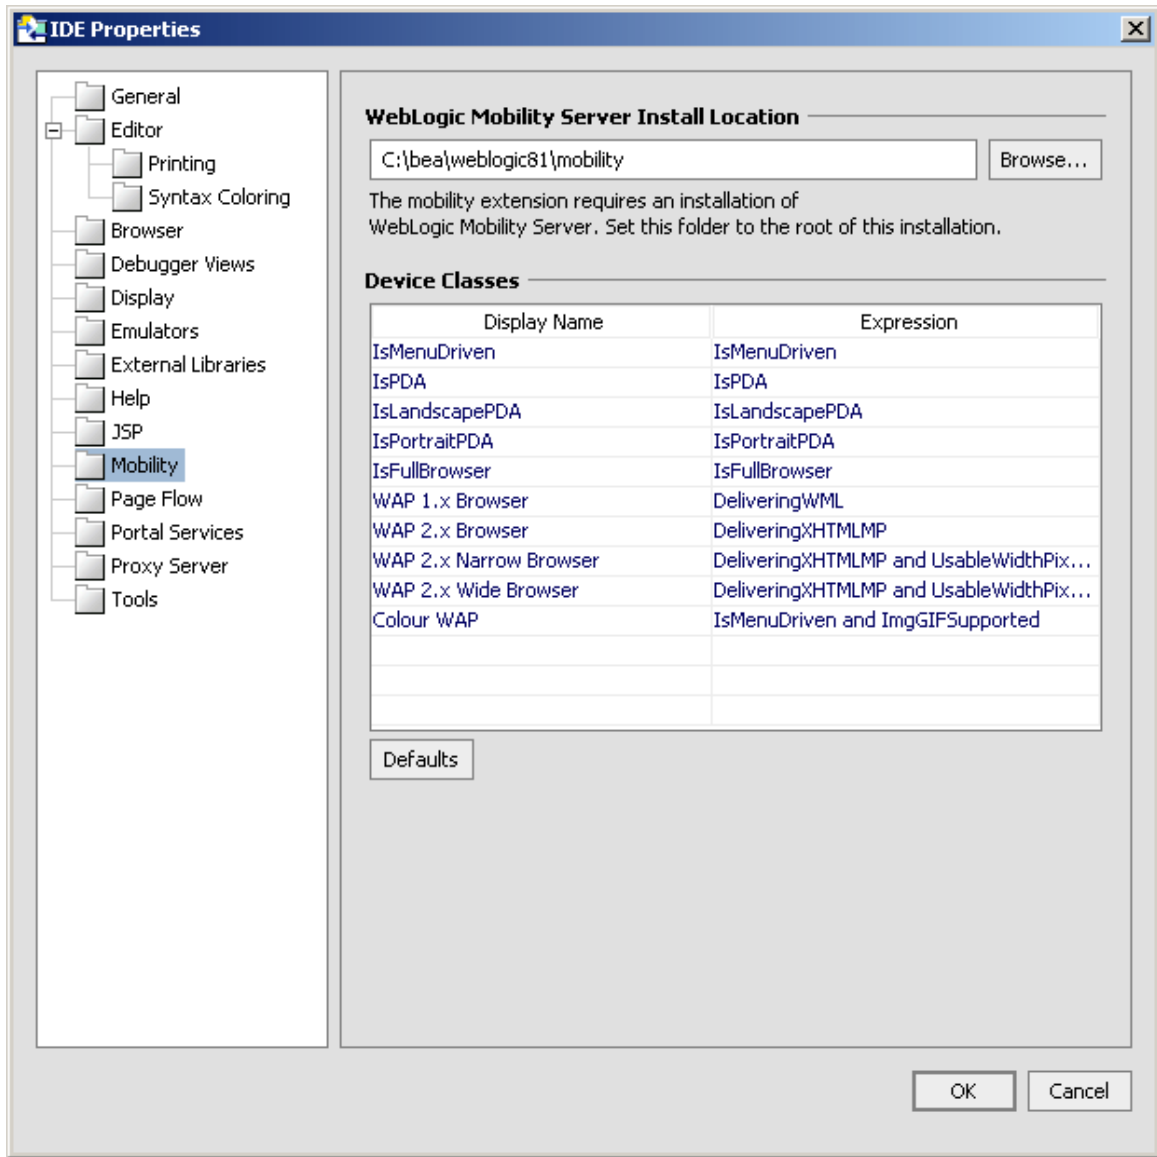 IDE Properties
General
Editor
Printing
Syntax Coloring
Browser
Debugger Views
Display
Emulators
External Libraries
Help
JSP
Mobility
Page Flow
Portal Services
Proxy Server
Tools
WebLogic Mobility Server Install Location
C:\bea\weblogic81\mobility Browse...
The mobility extension requires an installation of
WebLogic Mobility Server. Set this folder to the root of this installation.
Device Classes
Display Name Expression
IsMenuDriven IsMenuDriven
IsPDA IsPDA
IsLandscapePDA IsLandscapePDA
IsPortraitPDA IsPortraitPDA
IsFullBrowser IsFullBrowser
WAP 1.x Browser DeliveringWML
WAP 2.x Browser DeliveringXHTMLMP
WAP 2.x Narrow Browser DeliveringXHTMLMP and UsableWidthPix...
WAP 2.x Wide Browser DeliveringXHTMLMP and UsableWidthPix...
Colour WAP IsMenuDriven and ImgGIFSupported
Defaults
OK Cancel